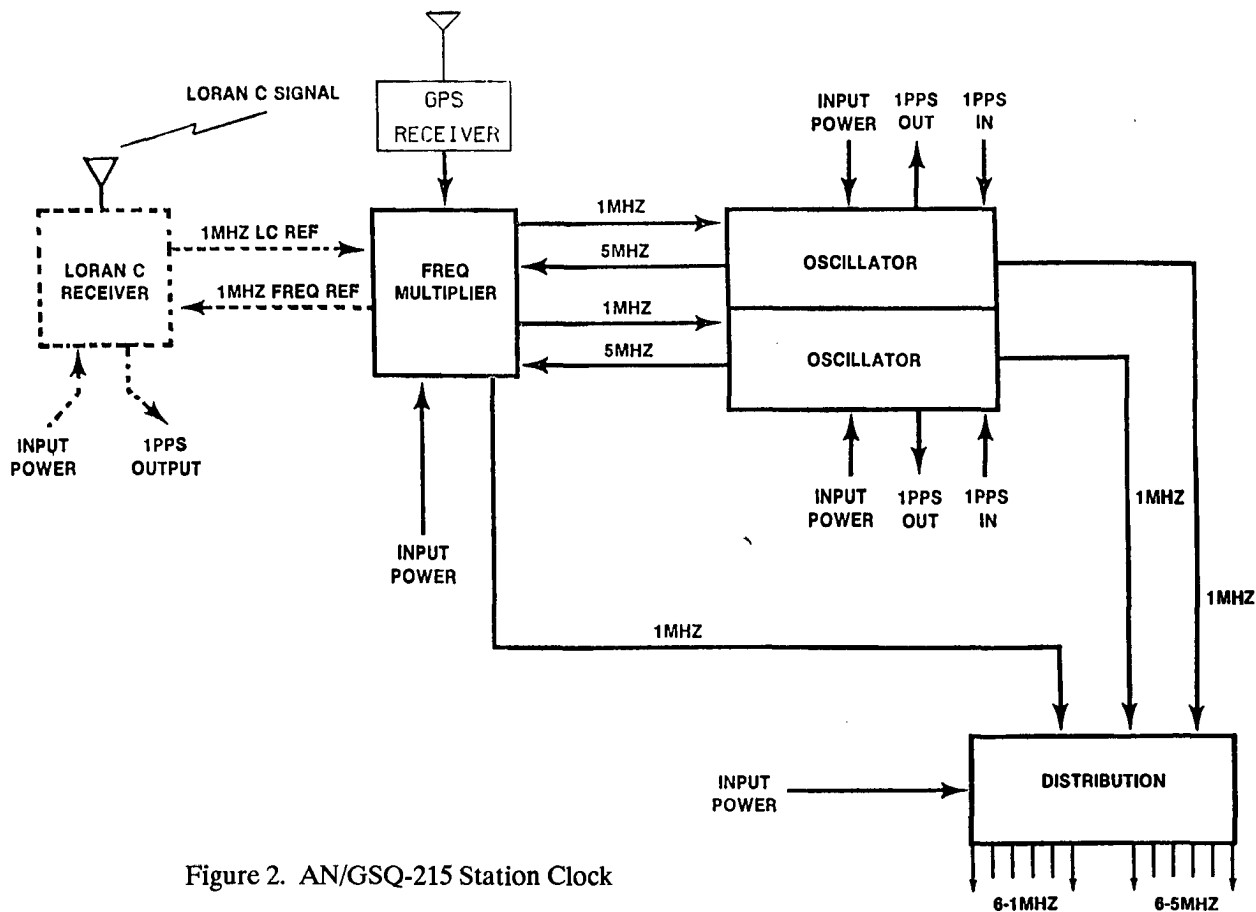 LORAN C SIGNAL
GPS
RECEIVER
INPUT
POWER
1PPS
OUT
1PPS
IN
LORAN C
RECEIVER
1MHZ LC REF
1MHZ FREQ REF
FREQ
MULTIPLIER
1MHZ
5MHZ
1MHZ
5MHZ
OSCILLATOR
OSCILLATOR
INPUT
POWER
1PPS
OUTPUT
INPUT
POWER
INPUT
POWER
1PPS
OUT
1PPS
IN
1MHZ
1MHZ
1MHZ
INPUT
POWER
DISTRIBUTION
6-1MHZ
6-5MHZ
Figure 2. AN/GSQ-215 Station Clock